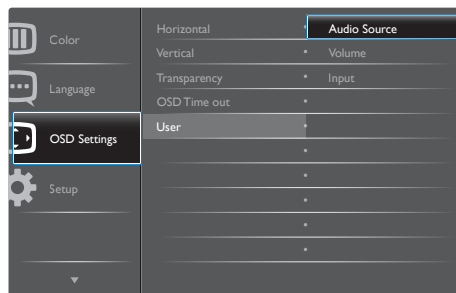 Color
Language
OSD Settings
Setup
Horizontal
Vertical
Transparency
OSD Time out
User
Audio Source
Volume
Input